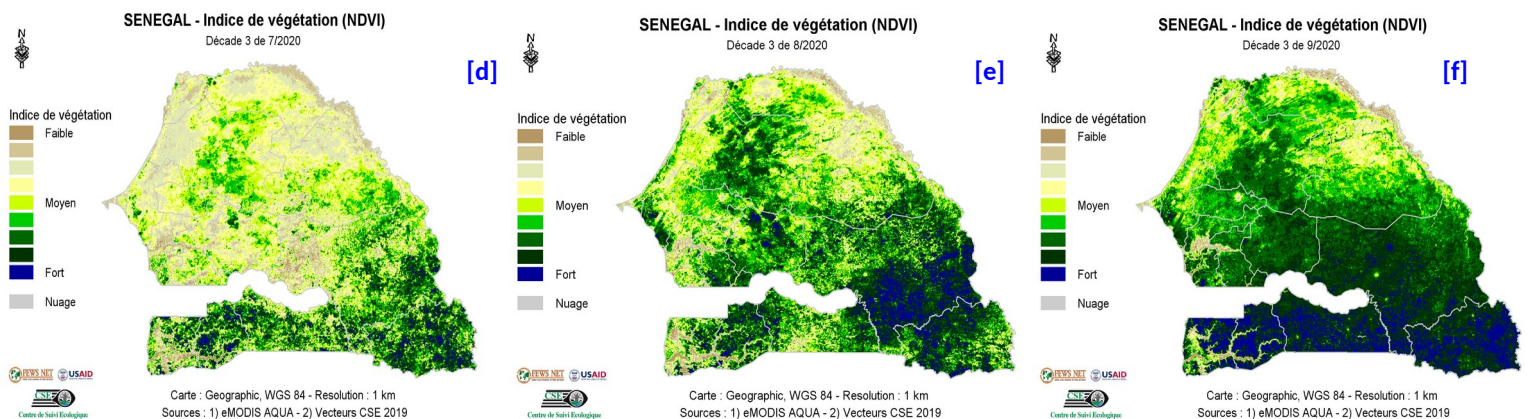 SENEGAL - Indice de végétation (NDVI)
Décade 3 de 7/2020
N
[d]
Indice de végétation
Faible
Moyen
Fort
Nuage
FEWS NET
USAID
CSE
Centre de Suivi Ecologique
Carte : Geographic, WGS 84 - Resolution : 1 km
Sources : 1) eMODIS AQUA - 2) Vecteurs CSE 2019
SENEGAL - Indice de végétation (NDVI)
Décade 3 de 8/2020
N
[e]
Indice de végétation
Faible
Moyen
Fort
Nuage
FEWS NET
USAID
CSE
Centre de Suivi Ecologique
Carte : Geographic, WGS 84 - Resolution : 1 km
Sources : 1) eMODIS AQUA - 2) Vecteurs CSE 2019
SENEGAL - Indice de végétation (NDVI)
Décade 3 de 9/2020
N
[f]
Indice de végétation
Faible
Moyen
Fort
Nuage
FEWS NET
USAID
CSE
Centre de Suivi Ecologique
Carte : Geographic, WGS 84 - Resolution : 1 km
Sources : 1) eMODIS AQUA - 2) Vecteurs CSE 2019